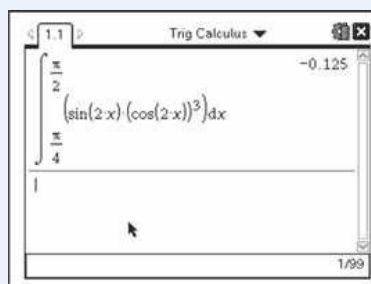 1.1 Trig Calculus
π/2
-0.125
∫ (sin(2·x)·(cos(2·x))³)dx
π/4
1/99